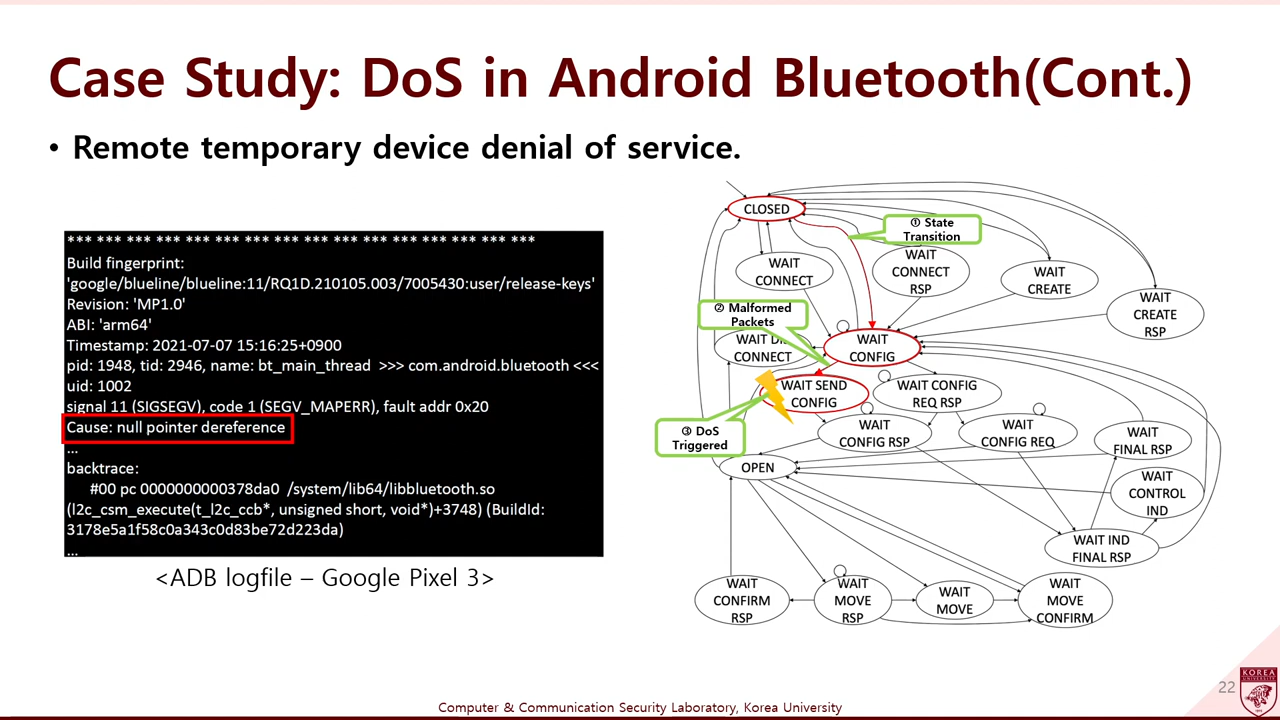 Case Study: DoS in Android Bluetooth(Cont.)
• Remote temporary device denial of service.
*** *** *** *** *** *** *** *** *** *** *** *** *** *** *** ***
Build fingerprint:
'google/blueline/blueline:11/RQ1D.210105.003/7005430:user/release-keys'
Revision: 'MP1.0'
ABI: 'arm64'
Timestamp: 2021-07-07 15:16:25+0900
pid: 1948, tid: 2946, name: bt_main_thread >>> com.android.bluetooth <<<
uid: 1002
signal 11 (SIGSEGV), code 1 (SEGV_MAPERR), fault addr 0x20
Cause: null pointer dereference
...
backtrace:
#00 pc 0000000000378da0 /system/lib64/libbluetooth.so
(l2c_csm_execute(t_l2c_ccb*, unsigned short, void*)+3748) (BuildId:
3178e5a1f58c0a343c0d83be72d223da)
...
<ADB logfile – Google Pixel 3>
CLOSED
① State
Transition
WAIT
CONNECT
WAIT
CONNECT
RSP
WAIT
CREATE
WAIT
CREATE
RSP
② Malformed
Packets
WAIT
CONNECT
WAIT
CONFIG
WAIT SEND
CONFIG
WAIT CONFIG
REQ RSP
③ DoS
Triggered
WAIT
CONFIG RSP
WAIT
CONFIG REQ
WAIT
FINAL RSP
OPEN
WAIT
CONTROL
IND
WAIT IND
FINAL RSP
WAIT
CONFIRM
RSP
WAIT
MOVE
RSP
WAIT
MOVE
WAIT
MOVE
CONFIRM
22
KOREA
Computer & Communication Security Laboratory, Korea University